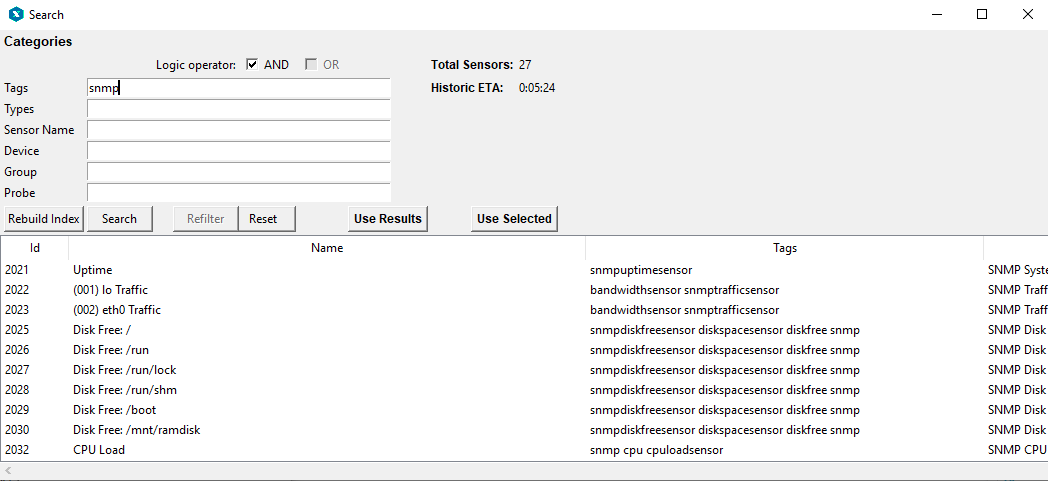 Search
Categories
Logic operator: AND OR
Total Sensors: 27
Tags snmp
Historic ETA: 0:05:24
Types
Sensor Name
Device
Group
Probe
Rebuild Index Search Refilter Reset Use Results Use Selected
Id Name Tags
2021 Uptime snmpuptimesensor SNMP Syste
2022 (001) lo Traffic bandwidthsensor snmptrafficsensor SNMP Traff
2023 (002) eth0 Traffic bandwidthsensor snmptrafficsensor SNMP Traff
2025 Disk Free: / snmpdiskfreesensor diskspacesensor diskfree snmp SNMP Disk
2026 Disk Free: /run snmpdiskfreesensor diskspacesensor diskfree snmp SNMP Disk
2027 Disk Free: /run/lock snmpdiskfreesensor diskspacesensor diskfree snmp SNMP Disk
2028 Disk Free: /run/shm snmpdiskfreesensor diskspacesensor diskfree snmp SNMP Disk
2029 Disk Free: /boot snmpdiskfreesensor diskspacesensor diskfree snmp SNMP Disk
2030 Disk Free: /mnt/ramdisk snmpdiskfreesensor diskspacesensor diskfree snmp SNMP Disk
2032 CPU Load snmp cpu cpuloadsensor SNMP CPU